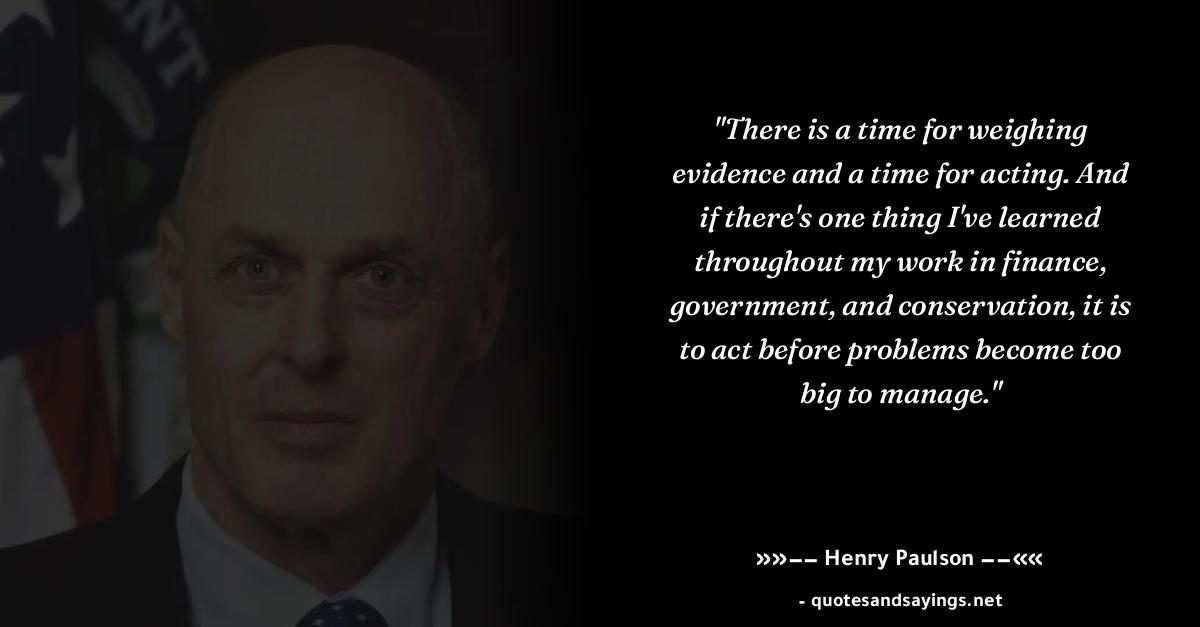 NT
"There is a time for weighing
evidence and a time for acting. And
if there's one thing I've learned
throughout my work in finance,
government, and conservation, it is
to act before problems become too
big to manage."
»»–– Henry Paulson ––««
- quotesandsayings.net